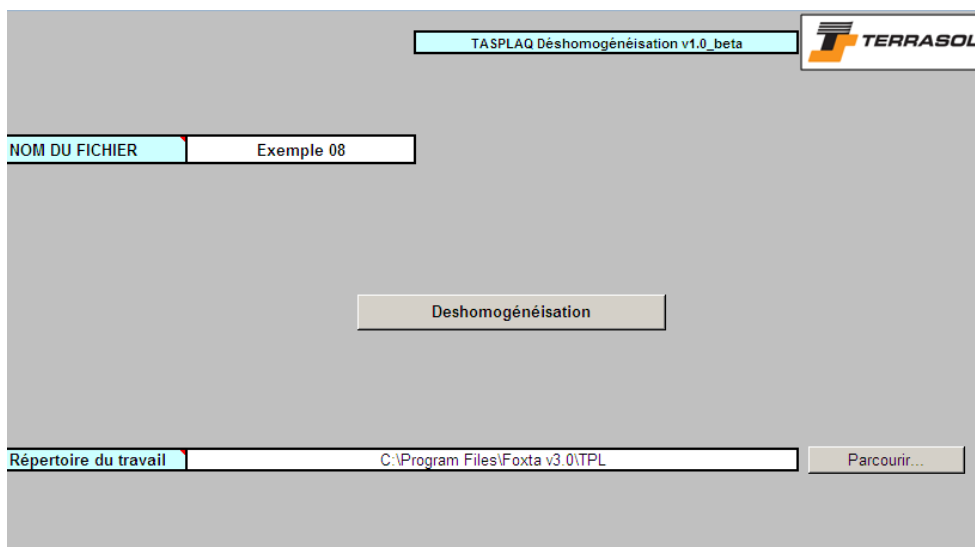 TASPLAQ Déshomogénéisation v1.0_beta
TERRASOL
NOM DU FICHIER Exemple 08
Deshomogénéisation
Répertoire du travail C:\Program Files\Foxta v3.0\TPL Parcourir...